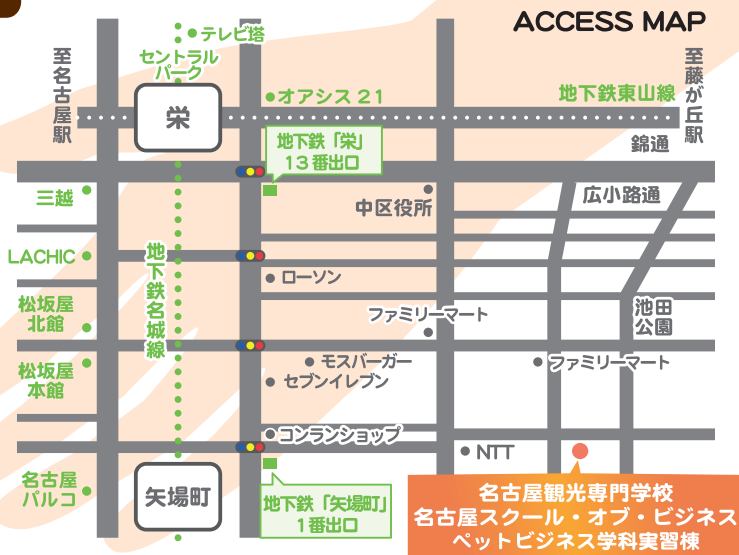 ACCESS MAP
テレビ塔
至名古屋駅
セントラル
パーク
至藤が丘駅
オアシス21
地下鉄東山線
栄
錦通
地下鉄「栄」
13番出口
三越
中区役所
広小路通
LACHIC
地下鉄名城線
ローソン
松坂屋
北館
ファミリーマート
池田
公園
松坂屋
本館
モスバーガー
ファミリーマート
セブンイレブン
コンランショップ
NTT
名古屋
パルコ
矢場町
地下鉄「矢場町」
1番出口
名古屋観光専門学校
名古屋スクール・オブ・ビジネス
ペットビジネス学科実習棟